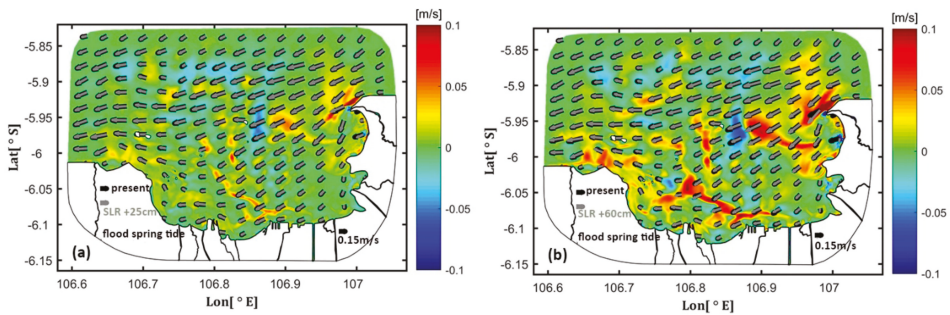 [m/s]
0.1
0.05
0
-0.05
-0.1
-5.85
-5.9
-5.95
-6
-6.05
-6.1
-6.15
Lat[ ° S]
present
SLR +25cm
flood spring tide
(a)
0.15m/s
106.6
106.7
106.8
106.9
107
Lon[ ° E]
[m/s]
0.1
0.05
0
-0.05
-0.1
-5.85
-5.9
-5.95
-6
-6.05
-6.1
-6.15
Lat[ ° S]
present
SLR +60cm
flood spring tide
(b)
0.15m/s
106.6
106.7
106.8
106.9
107
Lon[ ° E]